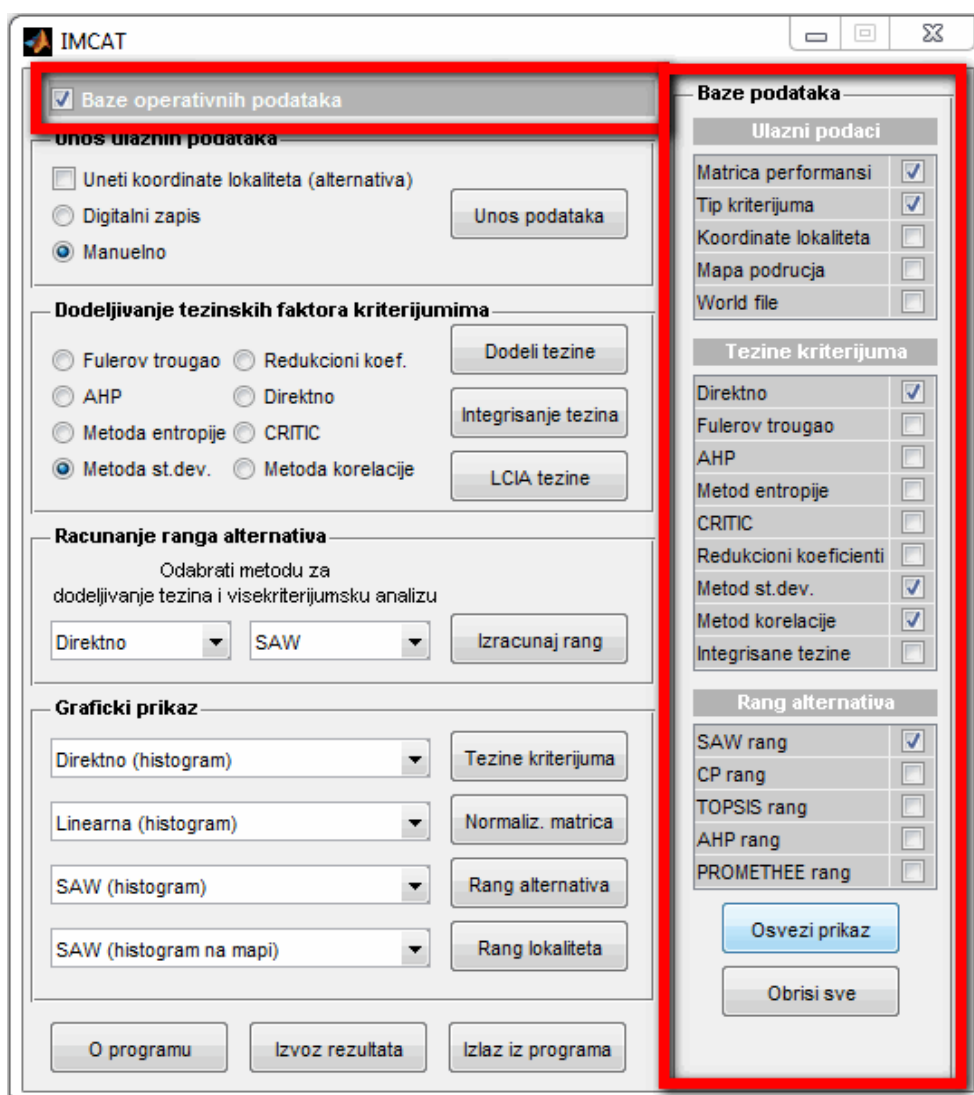 IMCAT
Baze operativnih podataka
Unos ulaznih podataka
Uneti koordinate lokaliteta (alternativa)
Digitalni zapis
Manuelno
Unos podataka
Dodeljivanje tezinskih faktora kriterijumima
Fulerov trougao
Redukcioni koef.
AHP
Direktno
Metoda entropije
CRITIC
Metoda st.dev.
Metoda korelacije
Dodeli tezine
Integrisanje tezina
LCIA tezine
Racunanje ranga alternativa
Odabrati metodu za
dodeljivanje tezina i visekriterijumsku analizu
Direktno
SAW
Izracunaj rang
Graficki prikaz
Direktno (histogram)
Tezine kriterijuma
Linearna (histogram)
Normaliz. matrica
SAW (histogram)
Rang alternativa
SAW (histogram na mapi)
Rang lokaliteta
O programu
Izvoz rezultata
Izlaz iz programa
Baze podataka
Ulazni podaci
Matrica performansi
Tip kriterijuma
Koordinate lokaliteta
Mapa podrucja
World file
Tezine kriterijuma
Direktno
Fulerov trougao
AHP
Metod entropije
CRITIC
Redukcioni koeficienti
Metod st.dev.
Metod korelacije
Integrisane tezine
Rang alternativa
SAW rang
CP rang
TOPSIS rang
AHP rang
PROMETHEE rang
Osvezi prikaz
Obrisi sve